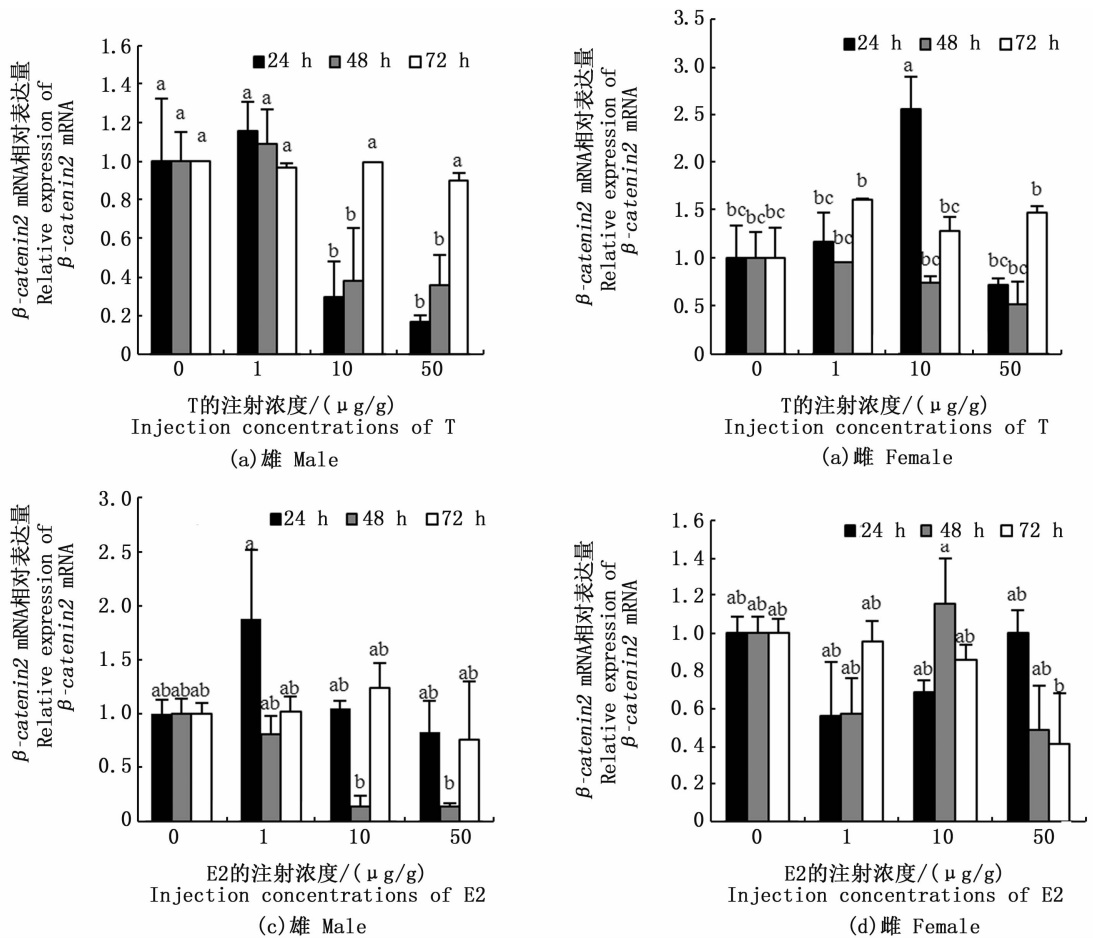 β-catenin2 mRNA相对表达量
Relative expression of
β-catenin2 mRNA
1.6
1.4
1.2
1.0
0.8
0.6
0.4
0.2
0
24 h 48 h 72 h
a a a
a a a
b b a
b b a
0 1 10 50
T的注射浓度/(μg/g)
Injection concentrations of T
(a)雄 Male
β-catenin2 mRNA相对表达量
Relative expression of
β-catenin2 mRNA
3.5
3.0
2.5
2.0
1.5
1.0
0.5
0
24 h 48 h 72 h
bc bc bc
bc bc b
a bc bc
bc bc b
0 1 10 50
T的注射浓度/(μg/g)
Injection concentrations of T
(a)雌 Female
β-catenin2 mRNA相对表达量
Relative expression of
β-catenin2 mRNA
3.0
2.5
2.0
1.5
1.0
0.5
0
24 h 48 h 72 h
ab ab ab
a ab ab
ab b ab
ab b ab
0 1 10 50
E2的注射浓度/(μg/g)
Injection concentrations of E2
(c)雄 Male
β-catenin2 mRNA相对表达量
Relative expression of
β-catenin2 mRNA
1.6
1.4
1.2
1.0
0.8
0.6
0.4
0.2
0
24 h 48 h 72 h
ab ab ab
ab ab ab
ab a ab
ab ab b
0 1 10 50
E2的注射浓度/(μg/g)
Injection concentrations of E2
(d)雌 Female